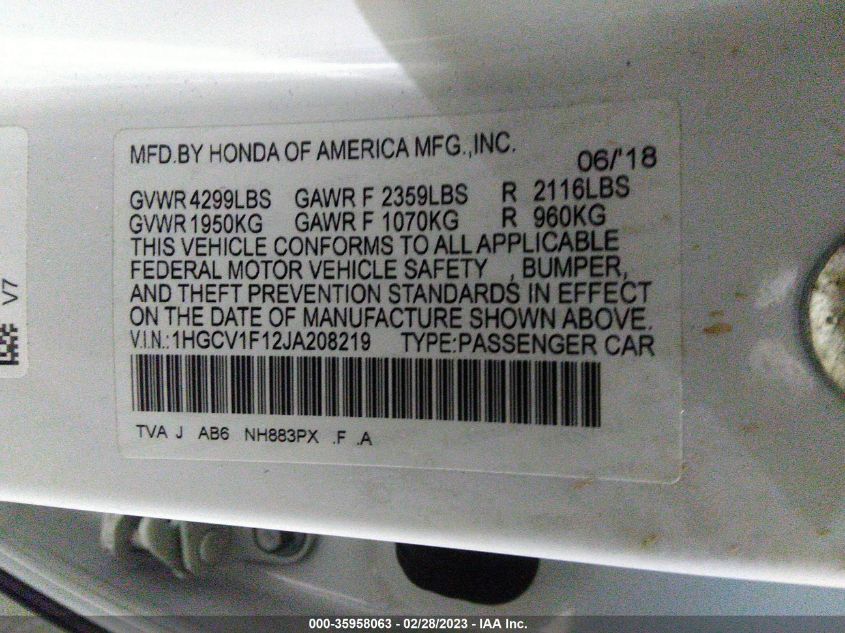 MFD.BY HONDA OF AMERICA MFG.,INC. 06/'18
GVWR 4299LBS GAWR F 2359LBS R 2116LBS
GVWR 1950KG GAWR F 1070KG R 960KG
THIS VEHICLE CONFORMS TO ALL APPLICABLE
FEDERAL MOTOR VEHICLE SAFETY , BUMPER,
AND THEFT PREVENTION STANDARDS IN EFFECT
ON THE DATE OF MANUFACTURE SHOWN ABOVE.
V.I.N.:1HGCV1F12JA208219 TYPE:PASSENGER CAR
TVA J AB6 NH883PX .F .A
V7
000-35958063 - 02/28/2023 - IAA Inc.